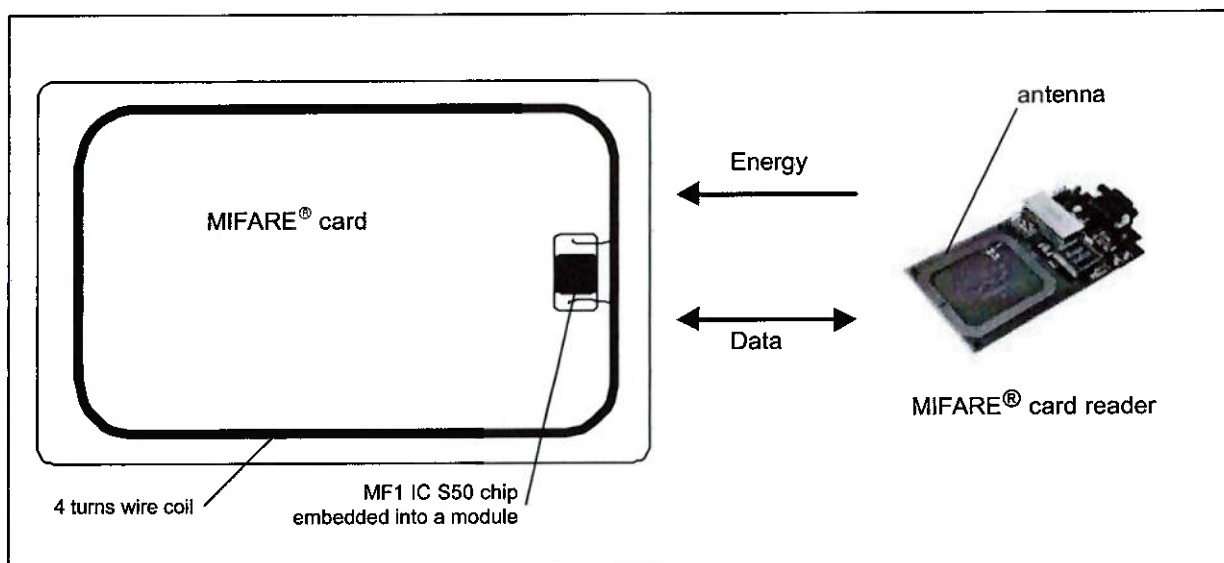 antenna
Energy
MIFARE® card
Data
MIFARE® card reader
4 turns wire coil
MF1 IC S50 chip
embedded into a module